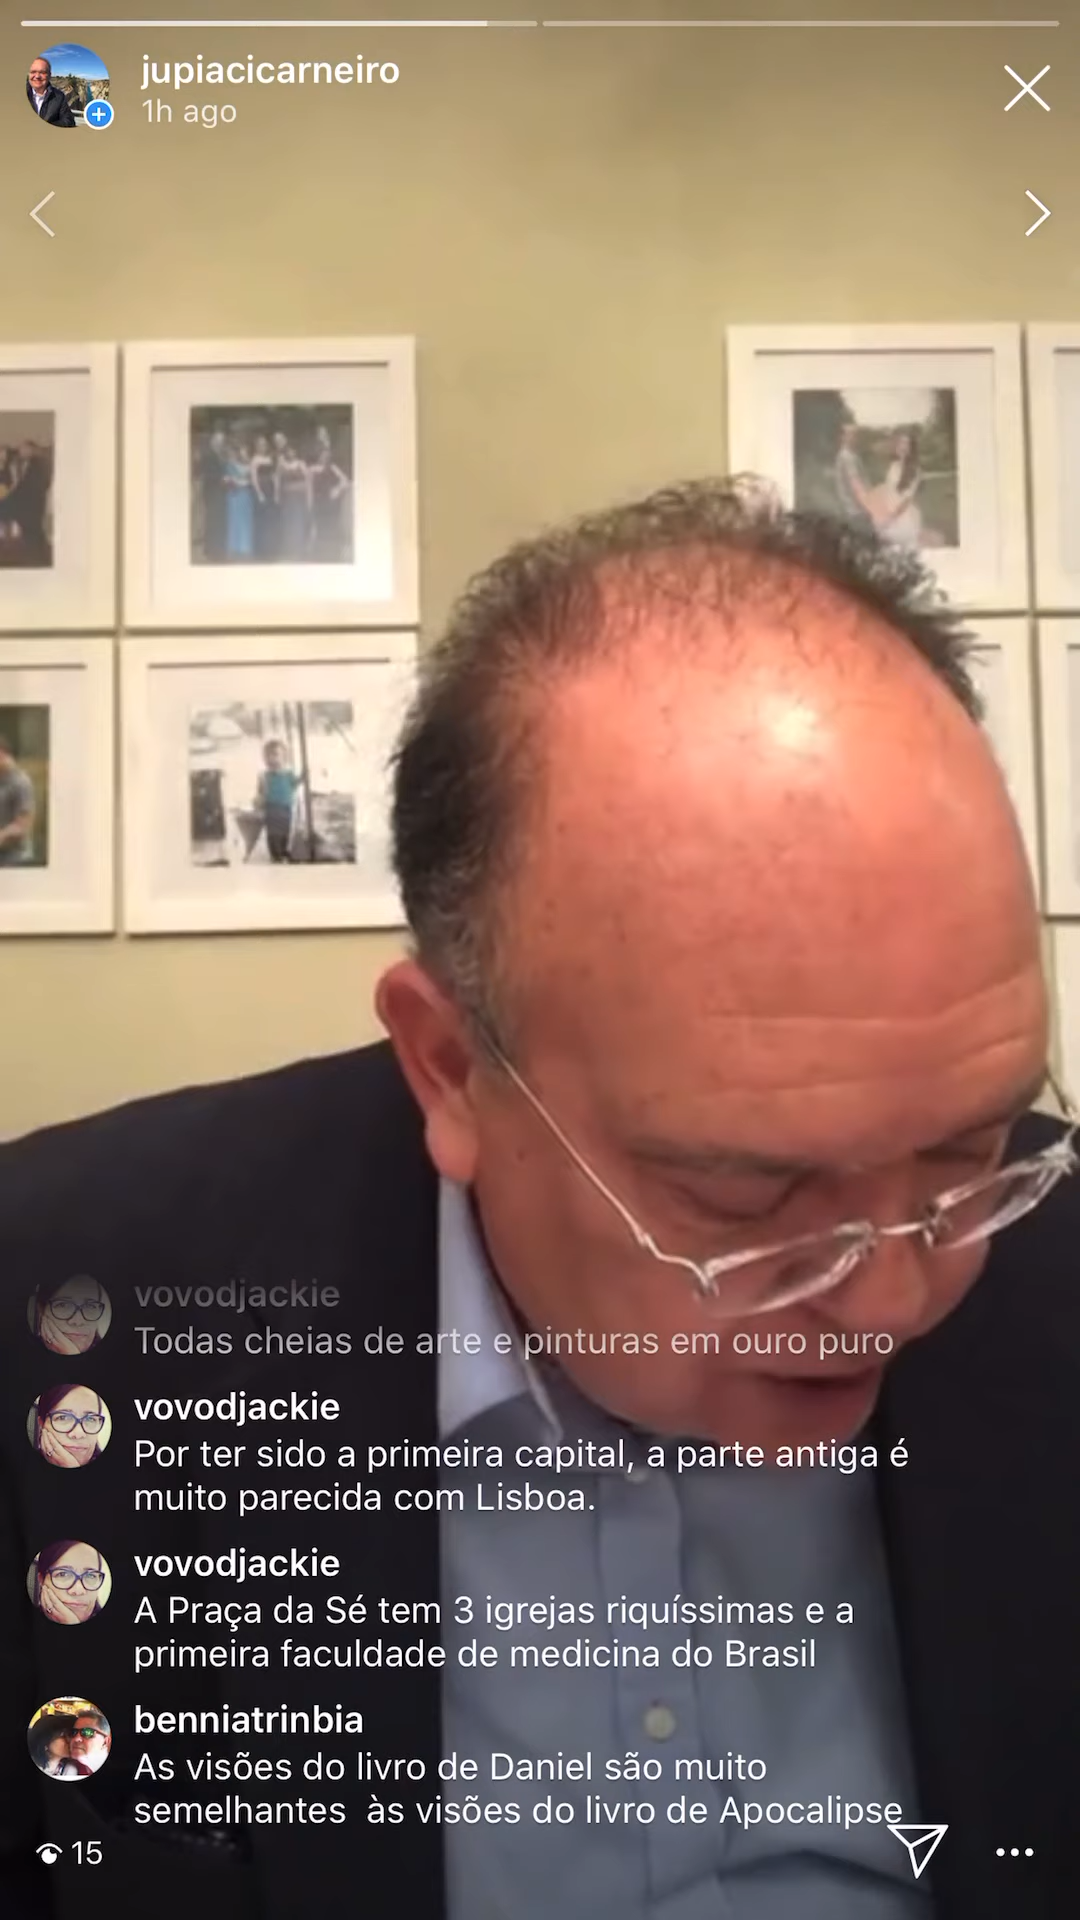 jupiacicarneiro
1h ago
vovodjackie
Todas cheias de arte e pinturas em ouro puro
vovodjackie
Por ter sido a primeira capital, a parte antiga é
muito parecida com Lisboa.
vovodjackie
A Praça da Sé tem 3 igrejas riquíssimas e a
primeira faculdade de medicina do Brasil
benniatrinbia
As visões do livro de Daniel são muito
semelhantes  às visões do livro de Apocalipse
15